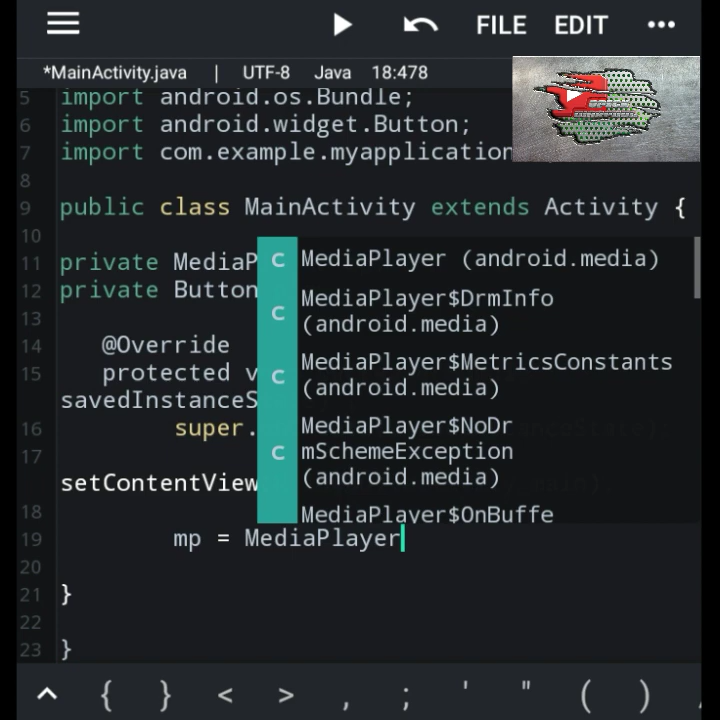 FILE EDIT
*MainActivity.java | UTF-8 Java 18:478
5 import android.os.Bundle;
6 import android.widget.Button;
7 import com.example.myapplication
8
9 public class MainActivity extends Activity {
10
11 private MediaP
12 private Button
13
14 @Override
15 protected v
savedInstanceS
16 super.
17
setContentView
18
C MediaPlayer (android.media)
C MediaPlayer$DrmInfo
(android.media)
C MediaPlayer$MetricsConstants
(android.media)
C MediaPlayer$NoDr
mSchemeException
(android.media)
MediaPlayer$OnBuffe
19 mp = MediaPlayer
20
21 }
22
23 }
{ } < > , ; ' " ( )